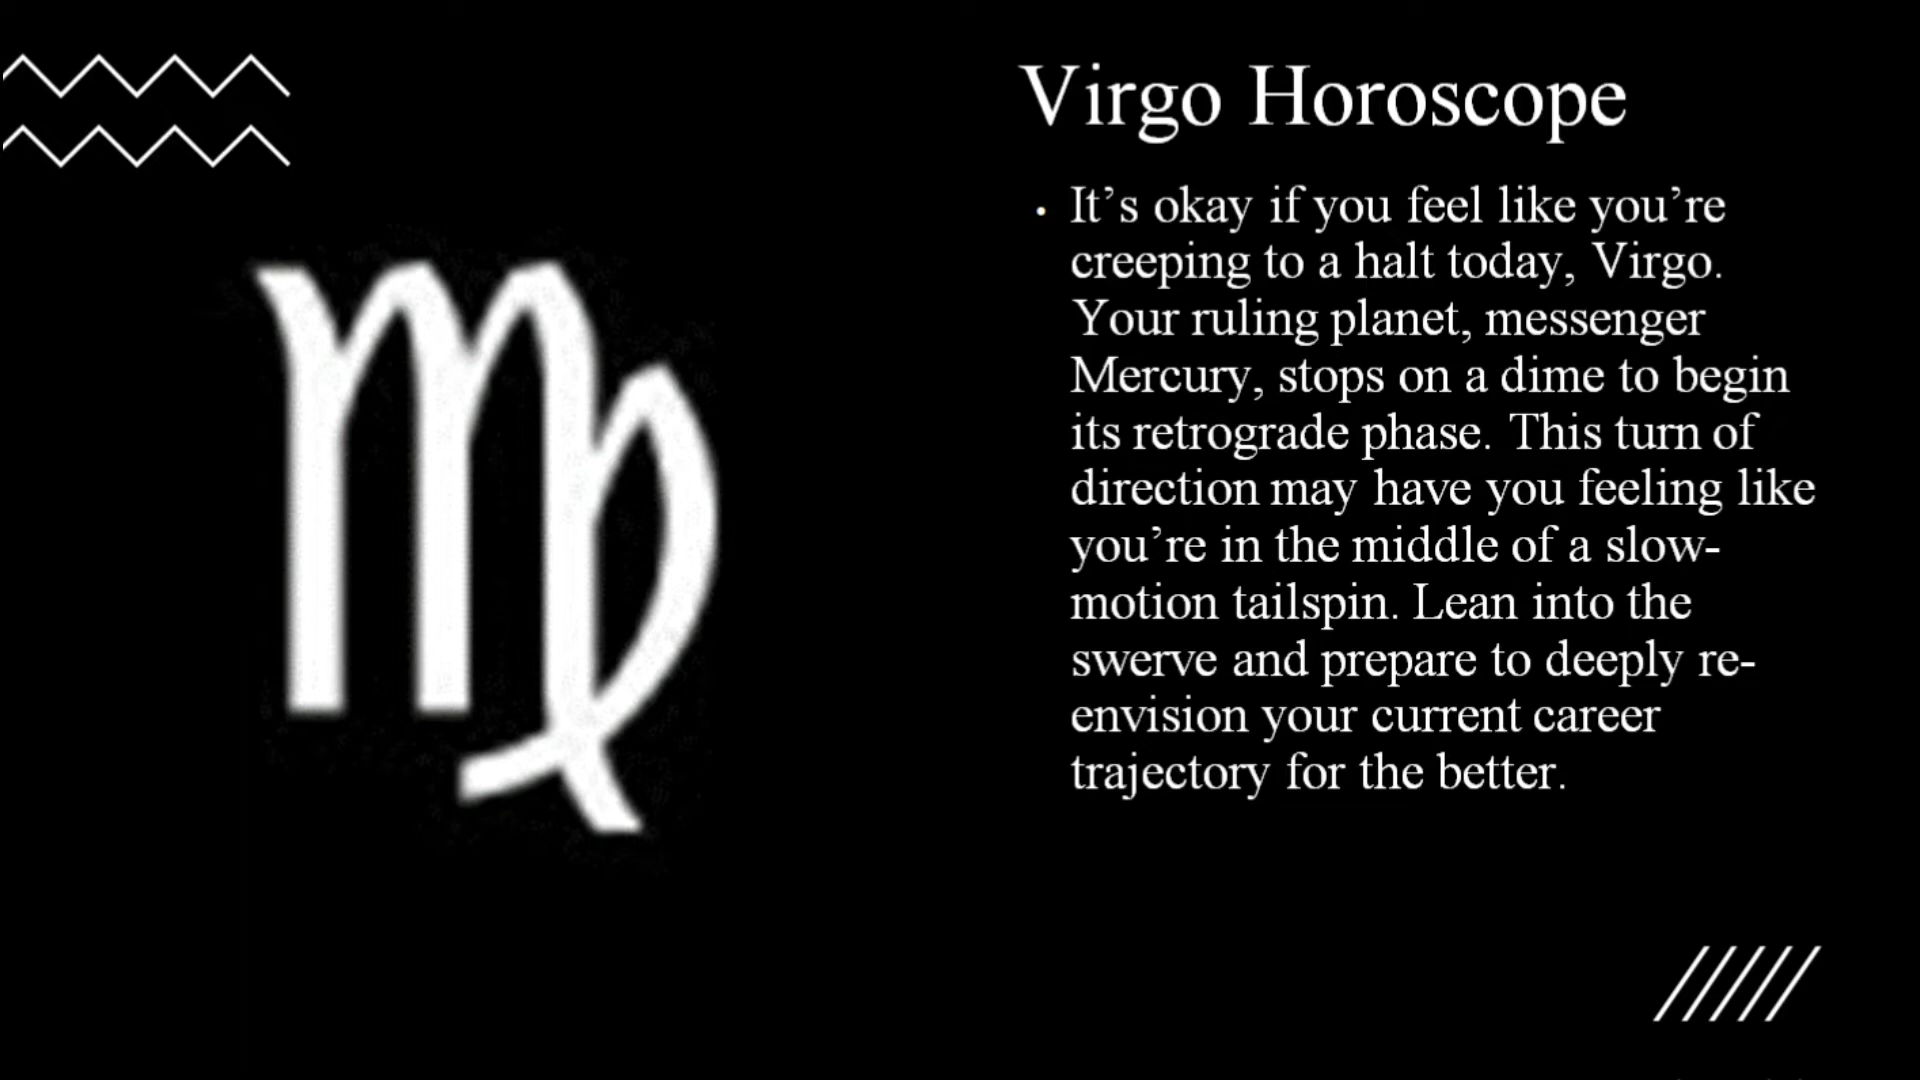 Virgo Horoscope
• It’s okay if you feel like you’re
creeping to a halt today, Virgo.
Your ruling planet, messenger
Mercury, stops on a dime to begin
its retrograde phase. This turn of
direction may have you feeling like
you’re in the middle of a slow-
motion tailspin. Lean into the
swerve and prepare to deeply re-
envision your current career
trajectory for the better.